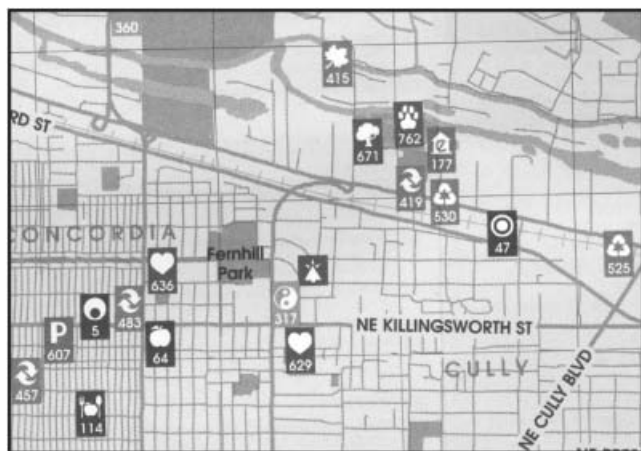 360
415
RD ST
762
671
177
419
530
CONCORDIA
47
Fernhill
Park
636
525
5
483
317
NE KILLINGSWORTH ST
607
P
64
629
CULLY
NE CULLY BLVD
457
114